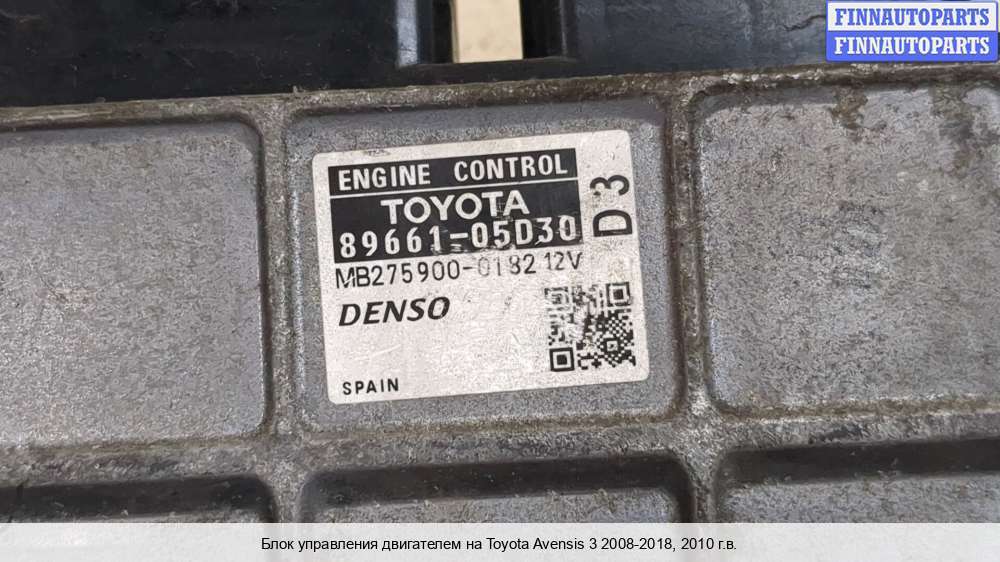 FINNAUTOPARTS
FINNAUTOPARTS
ENGINE CONTROL
TOYOTA
89661-05D30
D3
MB275900-0182 12V
DENSO
SPAIN
Блок управления двигателем на Toyota Avensis 3 2008-2018, 2010 г.в.